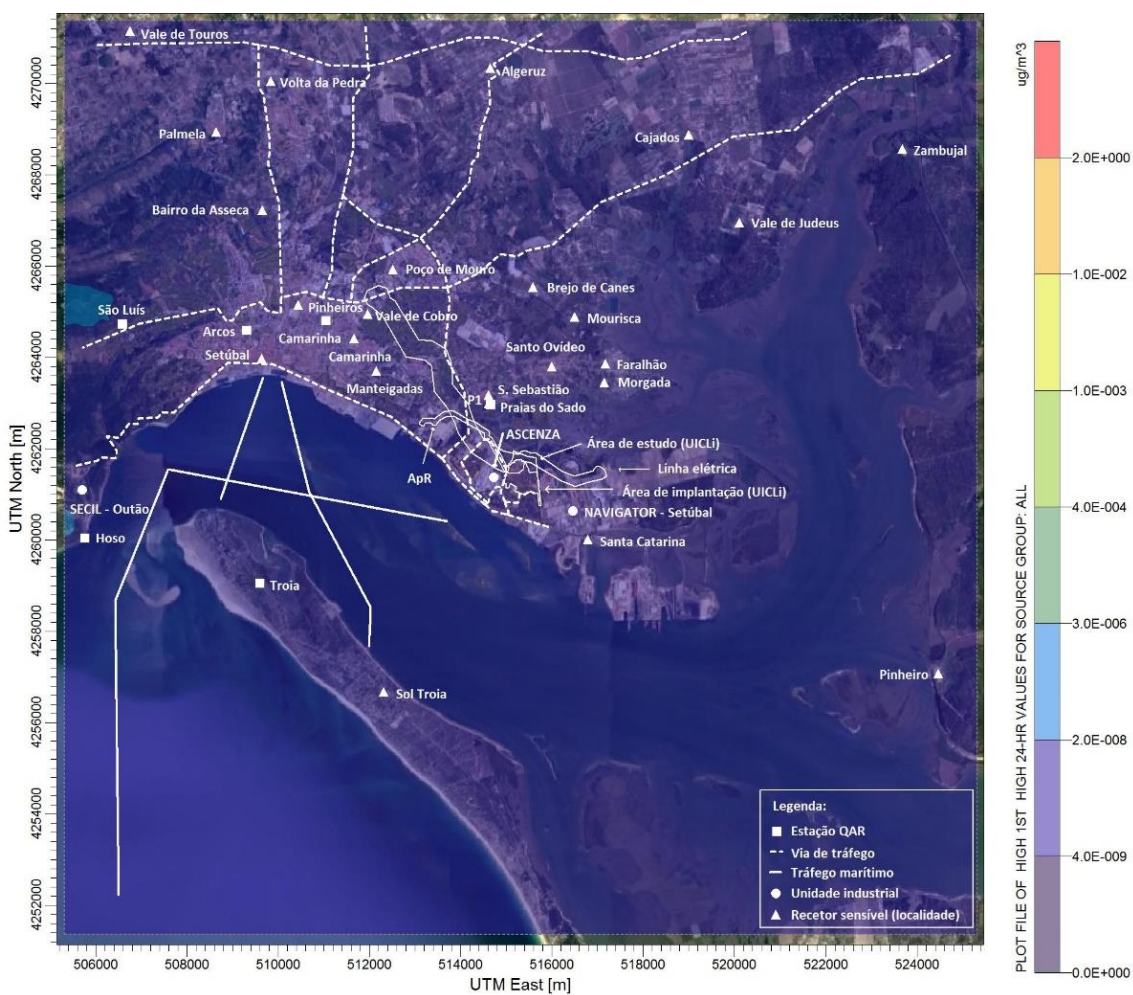 Vale de Touros
Volta da Pedra
Algeruz
Palmela
Cajados
Zambujal
Bairro da Asseca
Vale de Judeus
Poço de Mouro
Brejo de Canes
São Luís
Pinheiros
Vale de Cobro
Mourisca
Arcos
Camarinha
Camarinha
Santo Ovídeo
Setúbal
Faralhão
Manteigadas
Morgada
S. Sebastião
P1
Praias do Sado
ASCENZA
Área de estudo (UICLi)
ApR
Linha elétrica
Área de implantação (UICLi)
SECIL - Outão
NAVIGATOR - Setúbal
Hoso
Santa Catarina
Troia
Pinheiro
Sol Troia
Legenda:
Estação QAR
Via de tráfego
Tráfego marítimo
Unidade industrial
Recetor sensível (localidade)
UTM North [m]
4270000
4268000
4266000
4264000
4262000
4260000
4258000
4256000
4254000
4252000
506000 508000 510000 512000 514000 516000 518000 520000 522000 524000
UTM East [m]
PLOT FILE OF HIGH 1ST HIGH 24-HR VALUES FOR SOURCE GROUP: ALL
ug/m^3
2.0E+000
1.0E-002
1.0E-003
4.0E-004
3.0E-006
2.0E-008
4.0E-009
0.0E+000